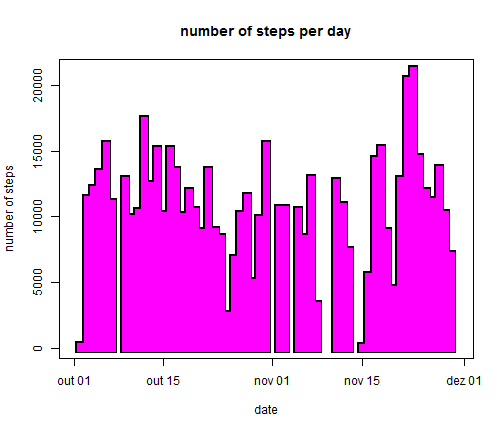 number of steps per day
number of steps
20000
15000
10000
5000
0
out 01
out 15
nov 01
nov 15
dez 01
date